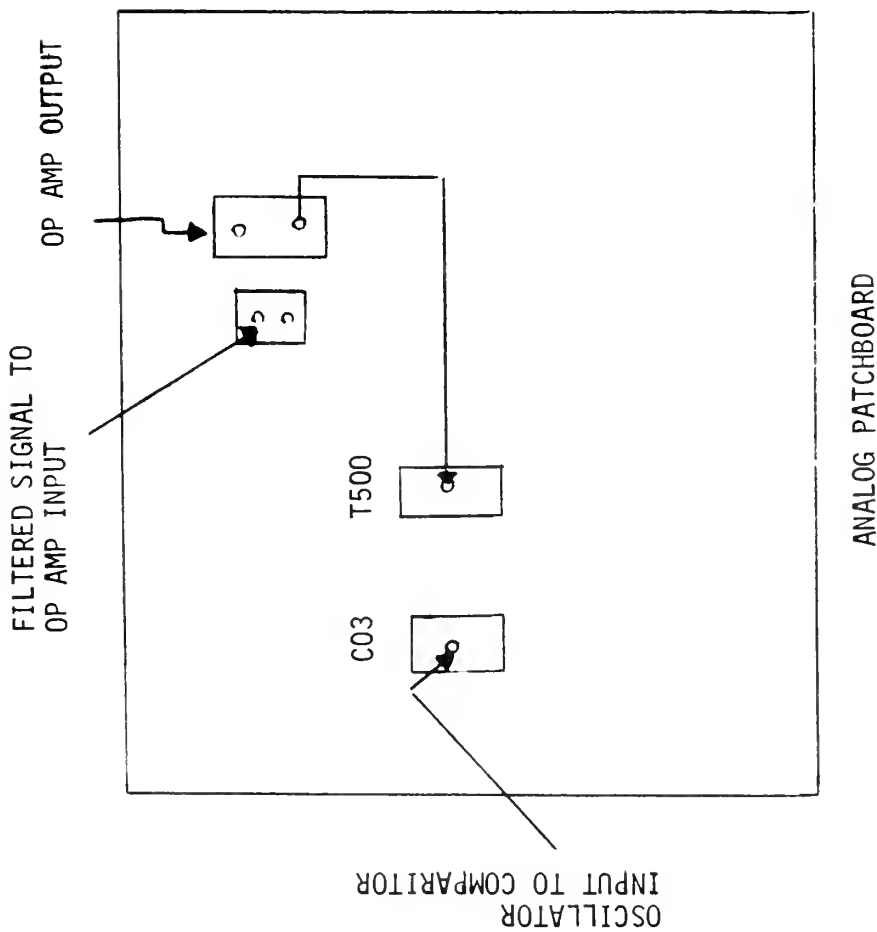 OP AMP OUTPUT
FILTERED SIGNAL TO
OP AMP INPUT
T500
C03
OSCILLATOR
INPUT TO COMPARITOR
ANALOG PATCHBOARD